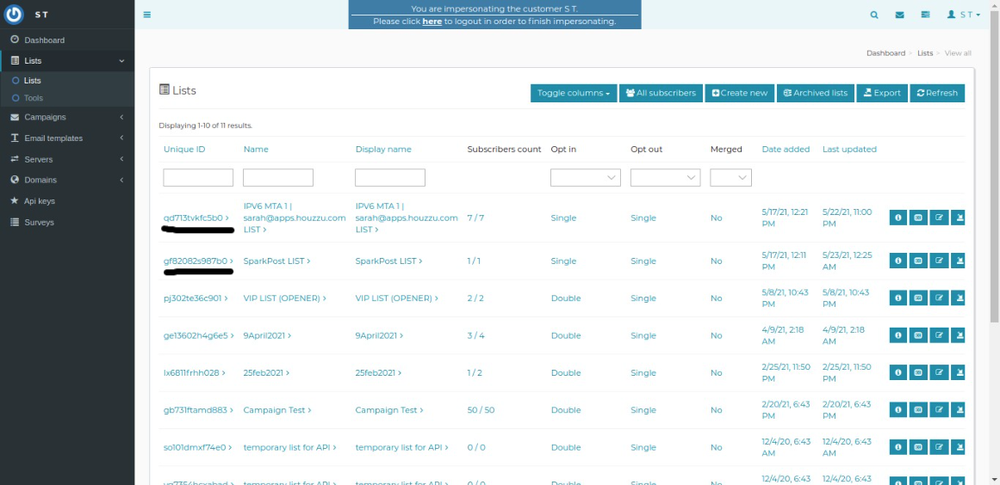 S T
You are impersonating the customer S T.
Please click here to logout in order to finish impersonating.
S T
Dashboard
Lists
Lists
Tools
Campaigns
Email templates
Servers
Domains
Api keys
Surveys
Dashboard > Lists > View all
Lists
Toggle columns
All subscribers
Create new
Archived lists
Export
Refresh
Displaying 1-10 of 11 results.
Unique ID Name Display name Subscribers count Opt in Opt out Merged Date added Last updated
IPV6 MTA 1 | IPV6 MTA 1 |
qd713tvkfc5b0 > sarah@apps.houzzu.com sarah@apps.houzzu.com 7 / 7 Single Single No 5/17/21, 12:21 5/22/21, 11:00
LIST > LIST > PM PM
gf82082s987b0 > SparkPost LIST > SparkPost LIST > 1 / 1 Single Single No 5/17/21, 12:11 5/23/21, 12:25
PM AM
pj302te36c901 > VIP LIST (OPENER) > VIP LIST (OPENER) > 2 / 2 Double Single No 5/8/21, 10:43 5/8/21, 10:43
PM PM
ge13602h4g6e5 > 9April2021 > 9April2021 > 3 / 4 Double Single No 4/9/21, 2:18 4/9/21, 2:18
AM AM
lx6811frhh028 > 25feb2021 > 25feb2021 > 1 / 2 Double Single No 2/25/21, 11:50 2/25/21, 11:50
PM PM
gb731ftamd883 > Campaign Test > Campaign Test > 50 / 50 Double Single No 2/20/21, 6:43 2/20/21, 6:43
PM PM
so101dmxf74e0 > temporary list for API > temporary list for API > 0 / 0 Double Single No 12/4/20, 6:43 12/4/20, 6:43
AM AM
temporary list for API > temporary list for API > 0 / 0 Double Single No 12/4/20, 6:43 12/4/20, 6:43